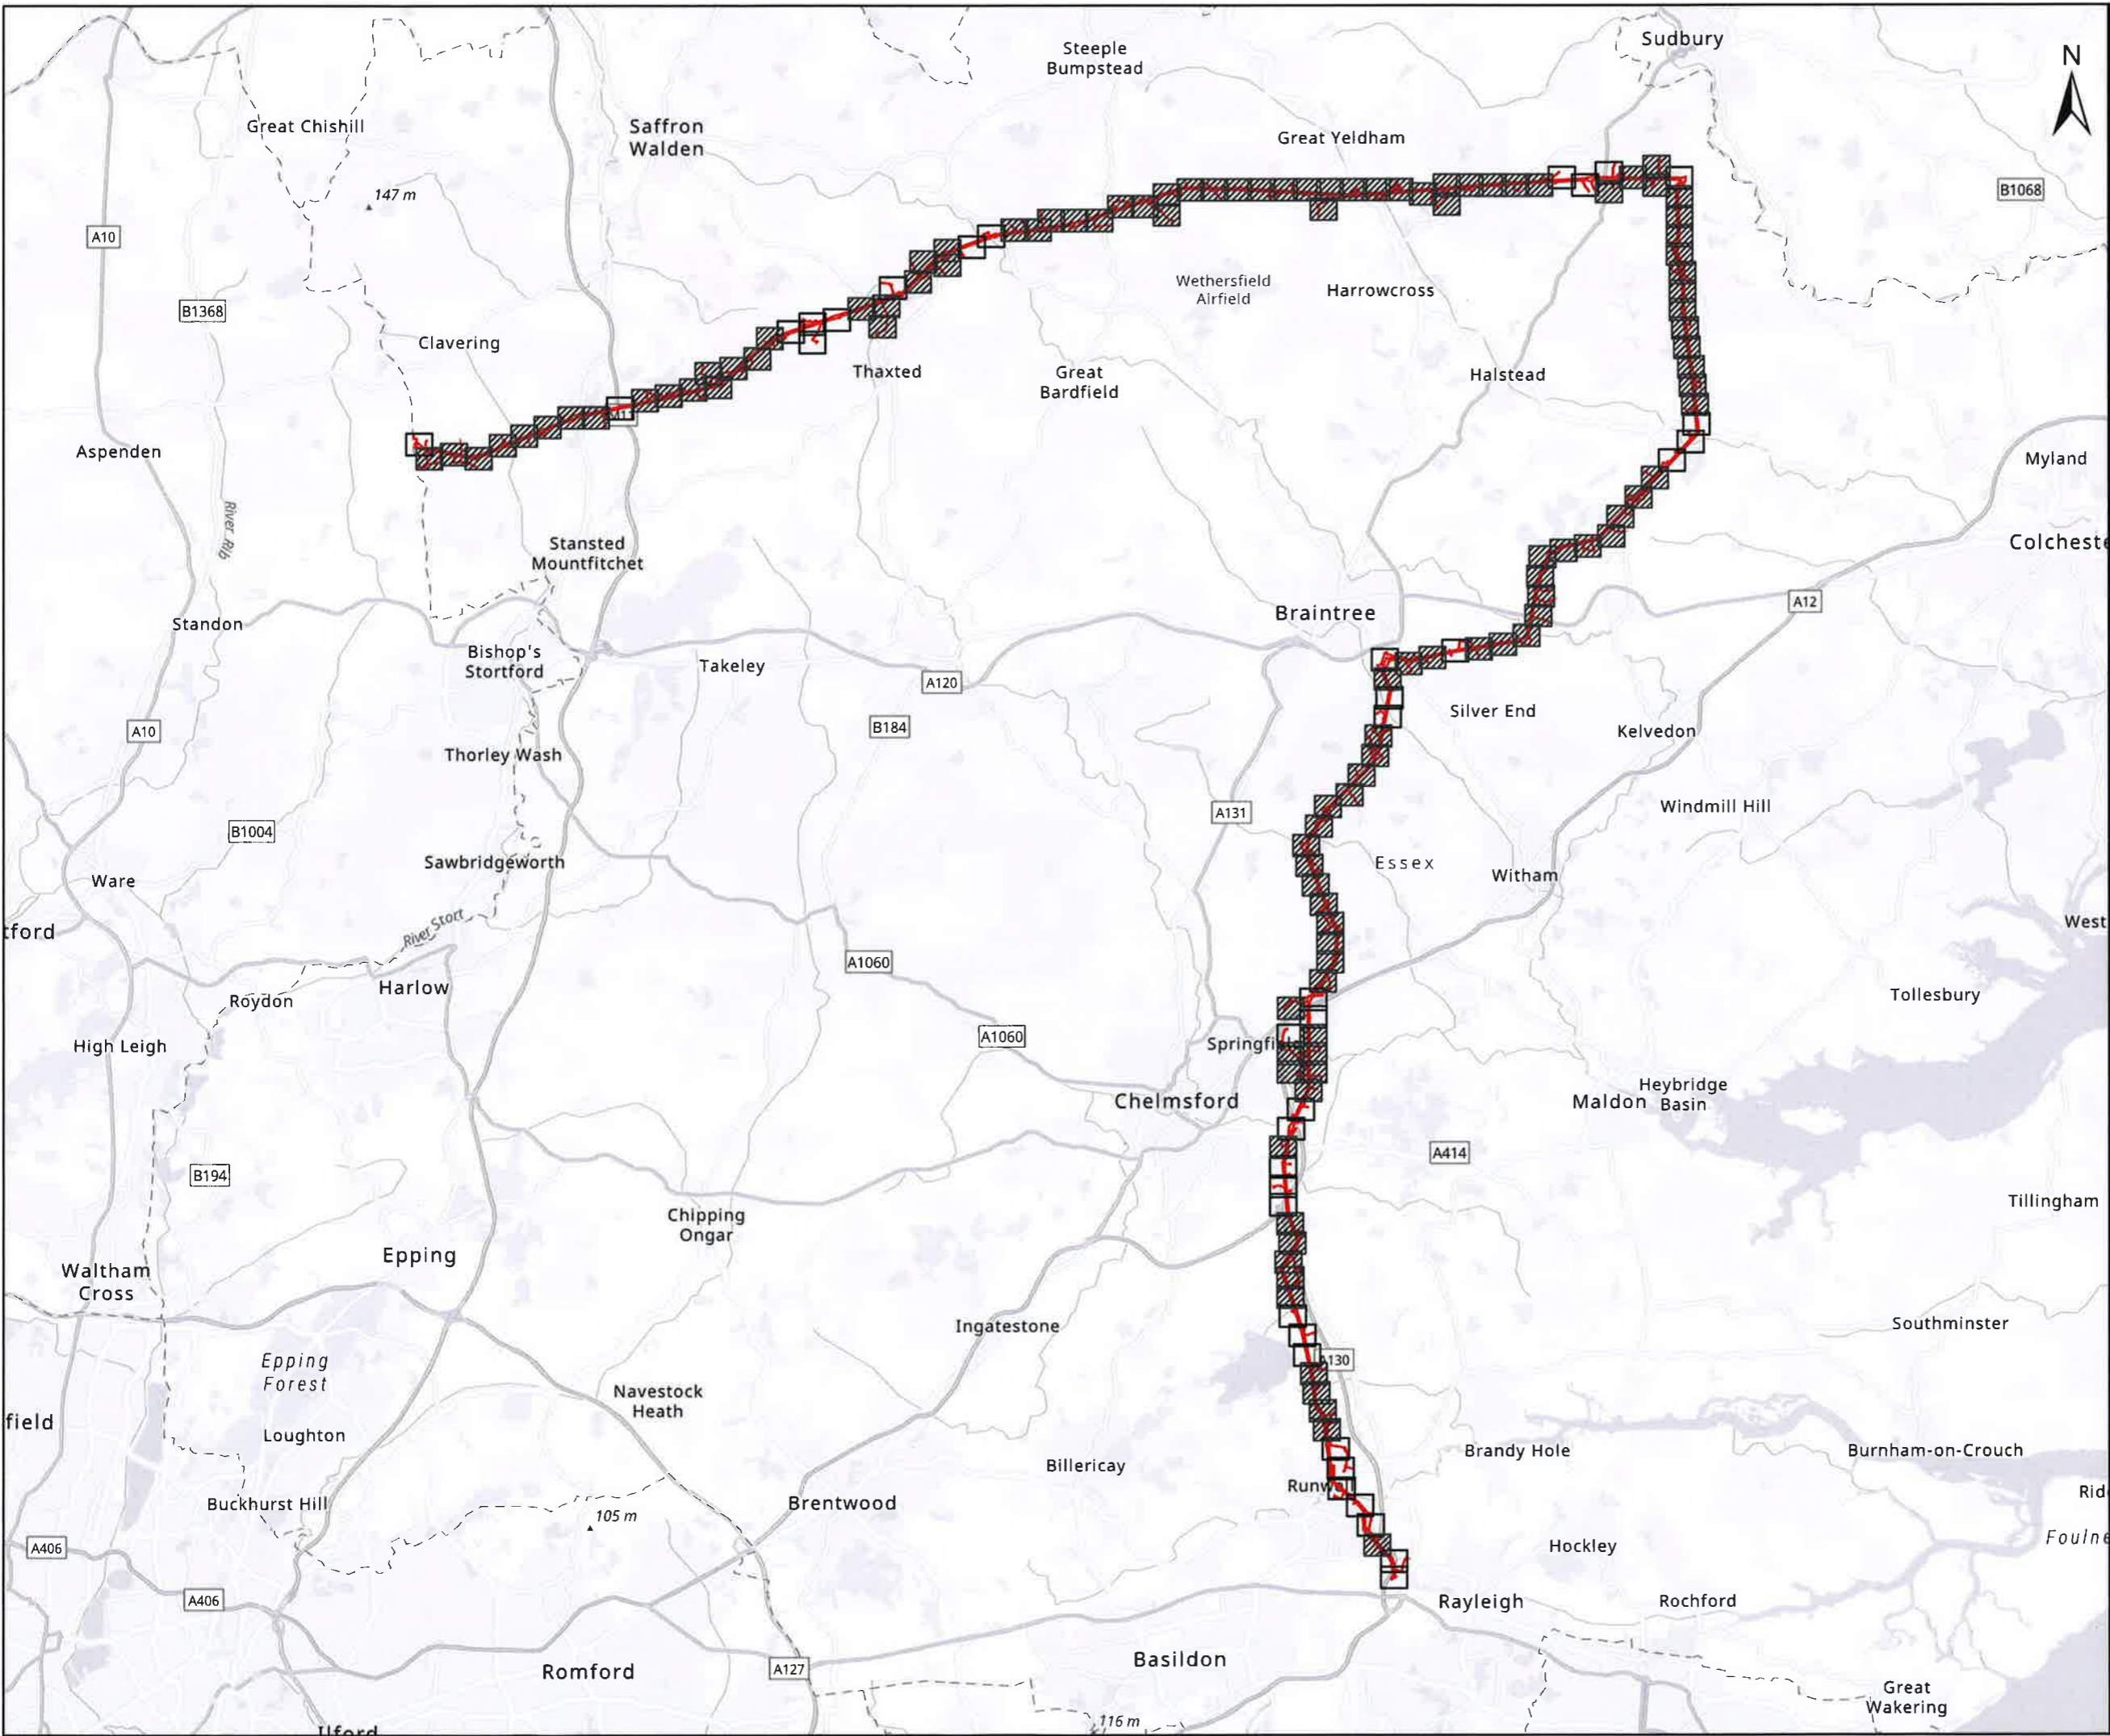 Sudbury
Steeple
Bumpstead
N
Great Chishill
Saffron
Walden
Great Yeldham
147 m
B1068
A10
Wethersfield
Airfield
Harrowcross
B1368
Clavering
Thaxted
Great
Bardfield
Halstead
Aspenden
Myland
River Rib
Stansted
Mountfitchet
Colcheste
A12
Braintree
Standon
Bishop's
Stortford
Takeley
A120
Silver End
B184
A10
Kelvedon
Thorley Wash
Windmill Hill
A131
B1004
Sawbridgeworth
Essex
Witham
Ware
River Stort
West
tford
A1060
Harlow
Roydon
Tollesbury
A1060
High Leigh
Springfield
Heybridge
Basin
Maldon
Chelmsford
A414
B194
Tillingham
Chipping
Ongar
Epping
Waltham
Cross
Ingatestone
Southminster
A130
Epping
Forest
Navestock
Heath
field
Loughton
Billericay
Brandy Hole
Burnham-on-Crouch
Runwell
Rid
Buckhurst Hill
Brentwood
105 m
Foulne
A406
Hockley
A406
Rayleigh
Rochford
Basildon
A127
Romford
Great
Wakering
116 m
Ilford